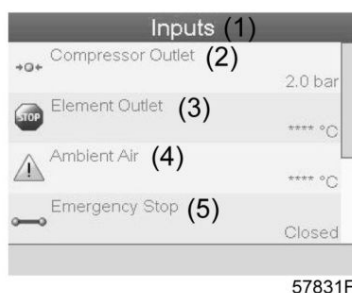 Inputs (1)
Compressor Outlet (2)
2.0 bar
STOP
Element Outlet (3)
**** °C
Ambient Air (4)
**** °C
Emergency Stop (5)
Closed
57831F